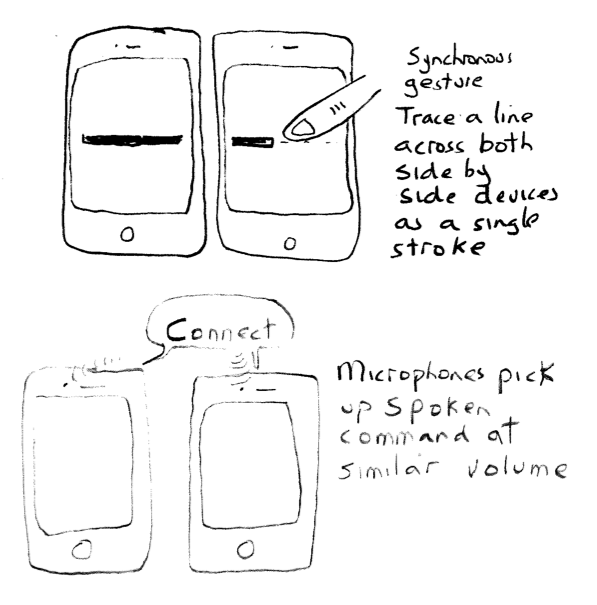 Synchronous
gesture
Trace a line
across both
side by
side devices
as a single
stroke
Connect
Microphones pick
up spoken
command at
similar volume